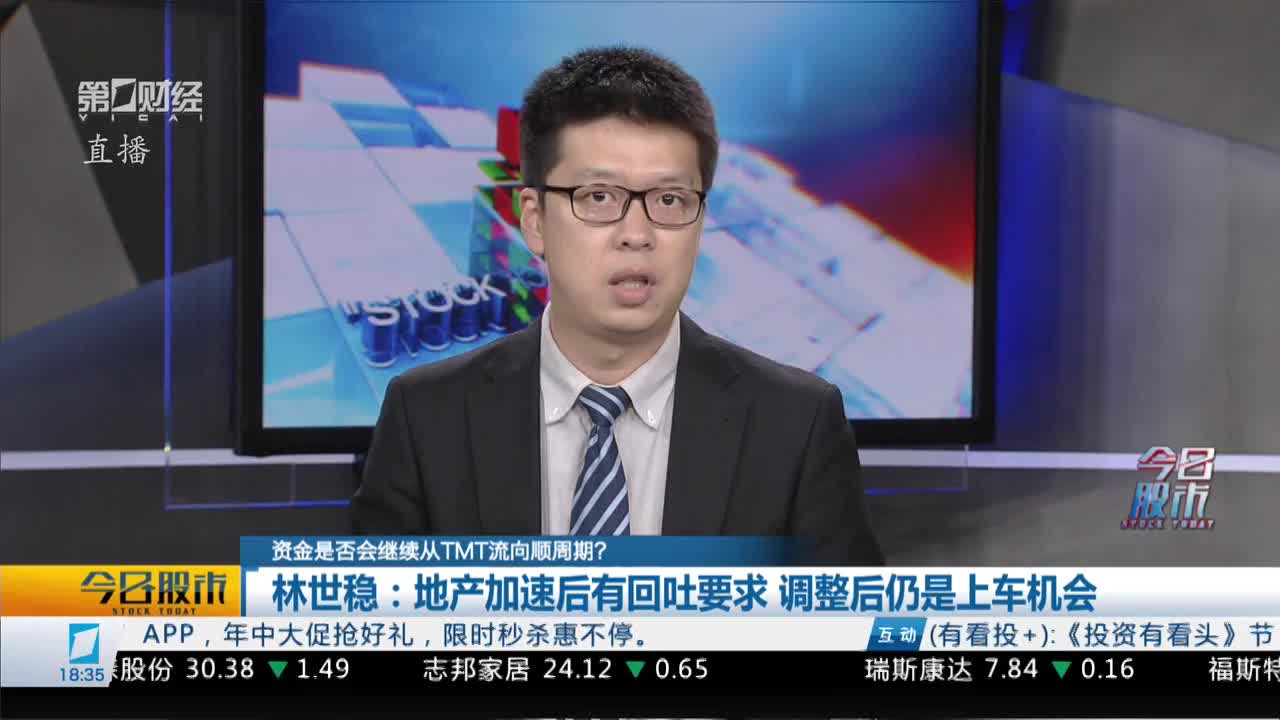 第一财经
YICAI
直播
STOCK
今日
股市
STOCK TODAY
资金是否会继续从TMT流向顺周期?
今日股市
STOCK TODAY
林世稳：地产加速后有回吐要求 调整后仍是上车机会
APP，年中大促抢好礼，限时秒杀惠不停。
互动
(有看投+):《投资有看头》节
18:35
股份 30.38 ▼ 1.49 志邦家居 24.12 ▼ 0.65 瑞斯康达 7.84 ▼ 0.16 福斯特